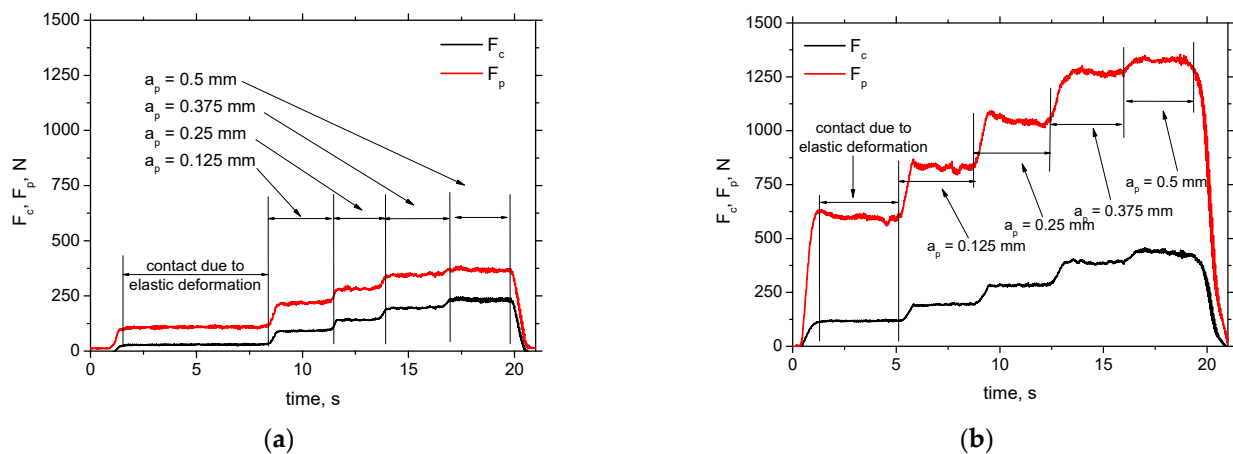 1500
1250
1000
750
500
250
0
F_c, F_p, N
F_c
F_p
a_p = 0.5 mm
a_p = 0.375 mm
a_p = 0.25 mm
a_p = 0.125 mm
contact due to
elastic deformation
0 5 10 15 20
time, s
(a)
1500
1250
1000
750
500
250
0
F_c, F_p, N
F_c
F_p
contact due to
elastic deformation
a_p = 0.5 mm
a_p = 0.375 mm
a_p = 0.25 mm
a_p = 0.125 mm
0 5 10 15 20
time, s
(b)